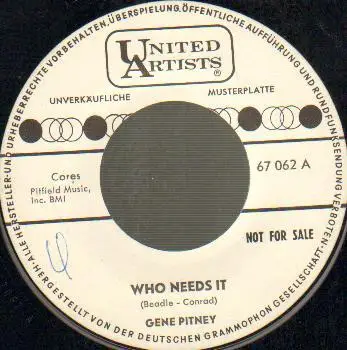 ALLE HERSTELLER- UND URHEBERRECHTE VORBEHALTEN, ÜBERSPIELUNG, ÖFFENTLICHE AUFFÜHRUNG UND RUNDFUNKSENDUNG VERBOTEN
UNITED
ARTISTS®
UNVERKÄUFLICHE MUSTERPLATTE
Cores
Pitfield Music,
Inc. BMI
67 062 A
NOT FOR SALE
WHO NEEDS IT
(Beadle - Conrad)
GENE PITNEY
HERGESTELLT VON DER DEUTSCHEN GRAMMOPHON GESELLSCHAFT